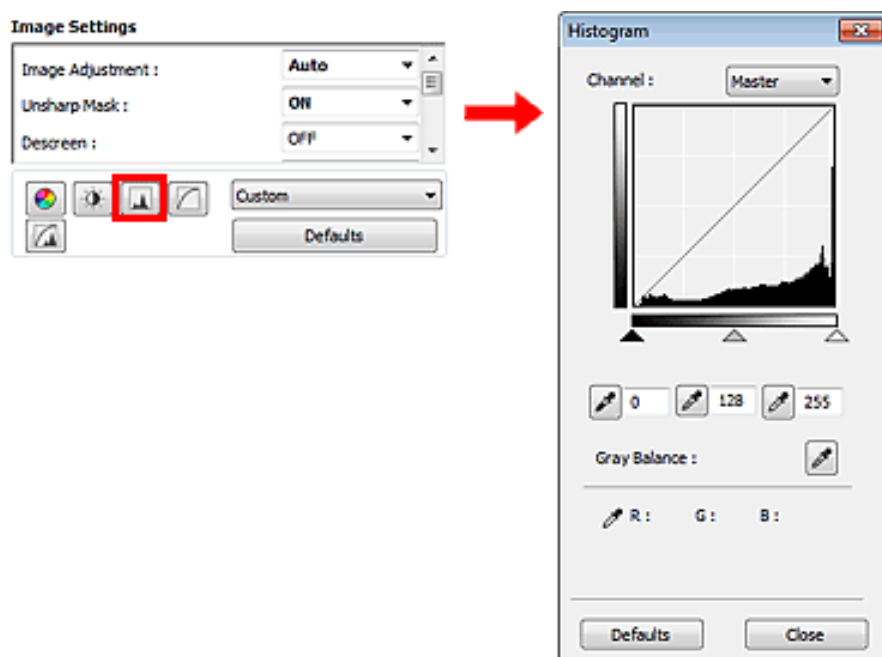 Image Settings
Image Adjustment :
Auto
Unsharp Mask :
ON
Descreen :
OFF
Custom
Defaults
Histogram
Channel :
Master
0
128
255
Gray Balance :
R :
G :
B :
Defaults
Close